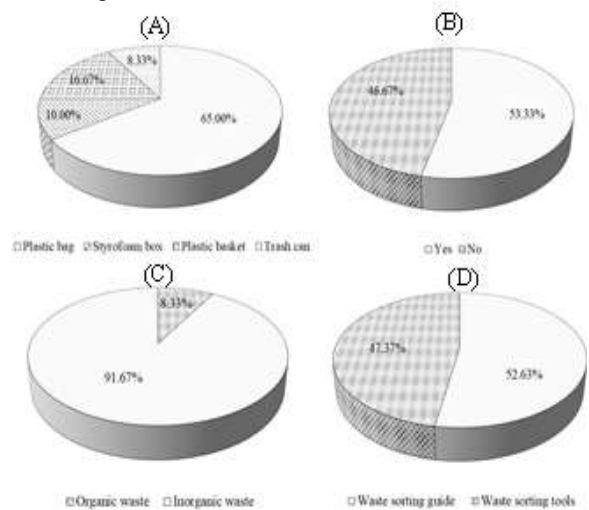 (A) (B)
8.33%
16.67%
10.00%
65.00%
46.67%
53.33%
Plastic bag Styrofoam box Plastic basket Trash can
Yes No
(C) (D)
8.33%
91.67%
47.37%
52.63%
Organic waste Inorganic waste
Waste sorting guide Waste sorting tools